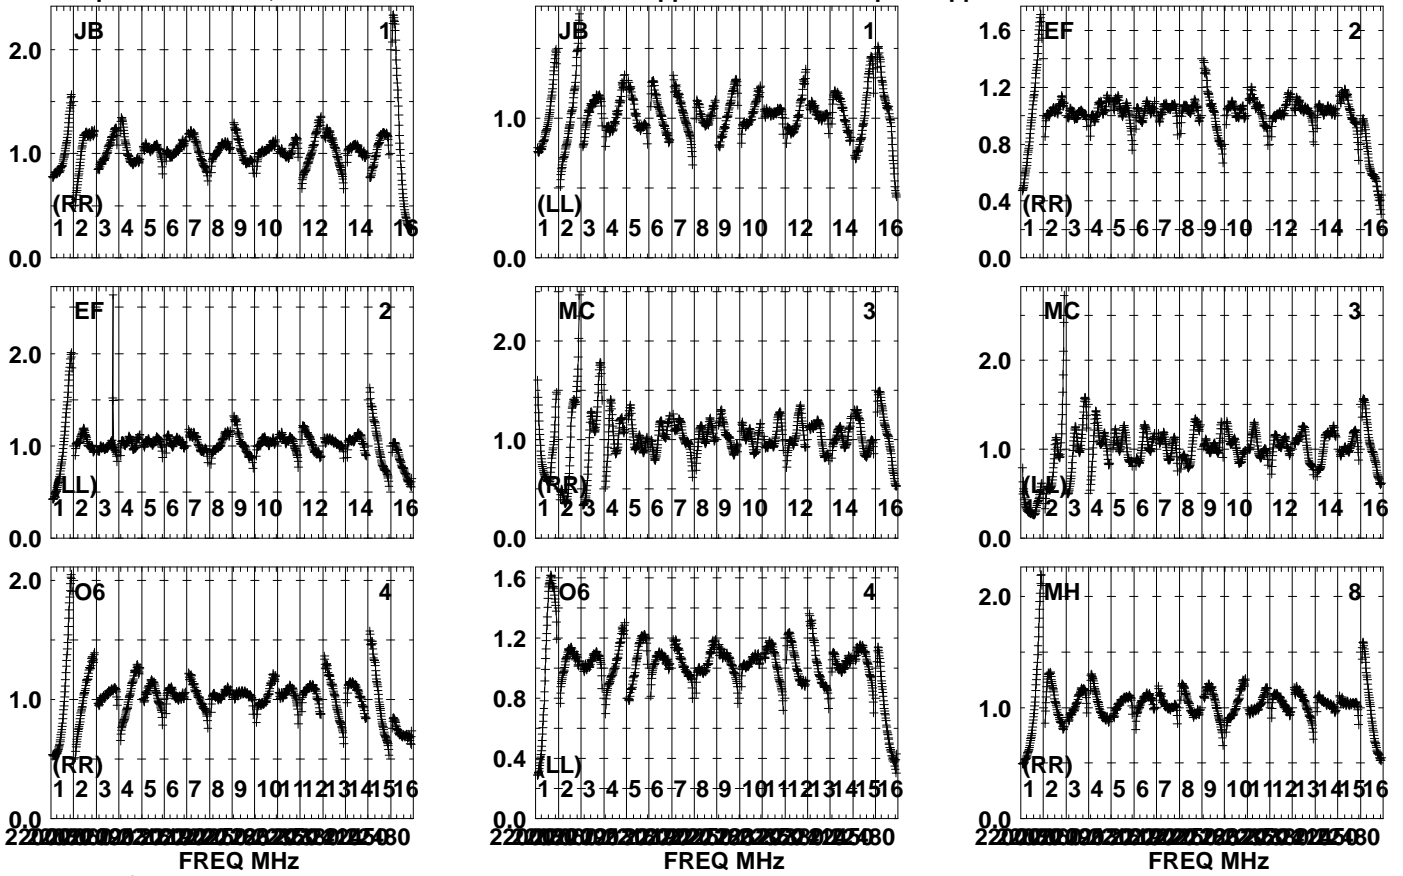 JB 1
2.0
1.0
0.0
(RR)
1 2 3 4 5 6 7 8 9 10 12 14 16
JB 1
1.0
0.0
(LL)
1 2 3 4 5 6 7 8 9 10 12 14 16
EF 2
1.6
1.2
0.8
0.4
0.0
(RR)
1 2 3 4 5 6 7 8 9 10 12 14 16
EF 2
2.0
1.0
0.0
(LL)
1 2 3 4 5 6 7 8 9 10 12 14 16
MC 3
2.0
1.0
0.0
(RR)
1 2 3 4 5 6 7 8 9 10 12 14 16
MC 3
2.0
1.0
0.0
(LL)
1 2 3 4 5 6 7 8 9 10 12 14 16
O6 4
2.0
1.0
0.0
(RR)
1 2 3 4 5 6 7 8 9 10 11 12 13 14 15 16
FREQ MHz
O6 4
1.6
1.2
0.8
0.4
0.0
(LL)
1 2 3 4 5 6 7 8 9 10 11 12 13 14 15 16
FREQ MHz
MH 8
2.0
1.0
0.0
(RR)
1 2 3 4 5 6 7 8 9 10 11 12 13 14 15 16
FREQ MHz